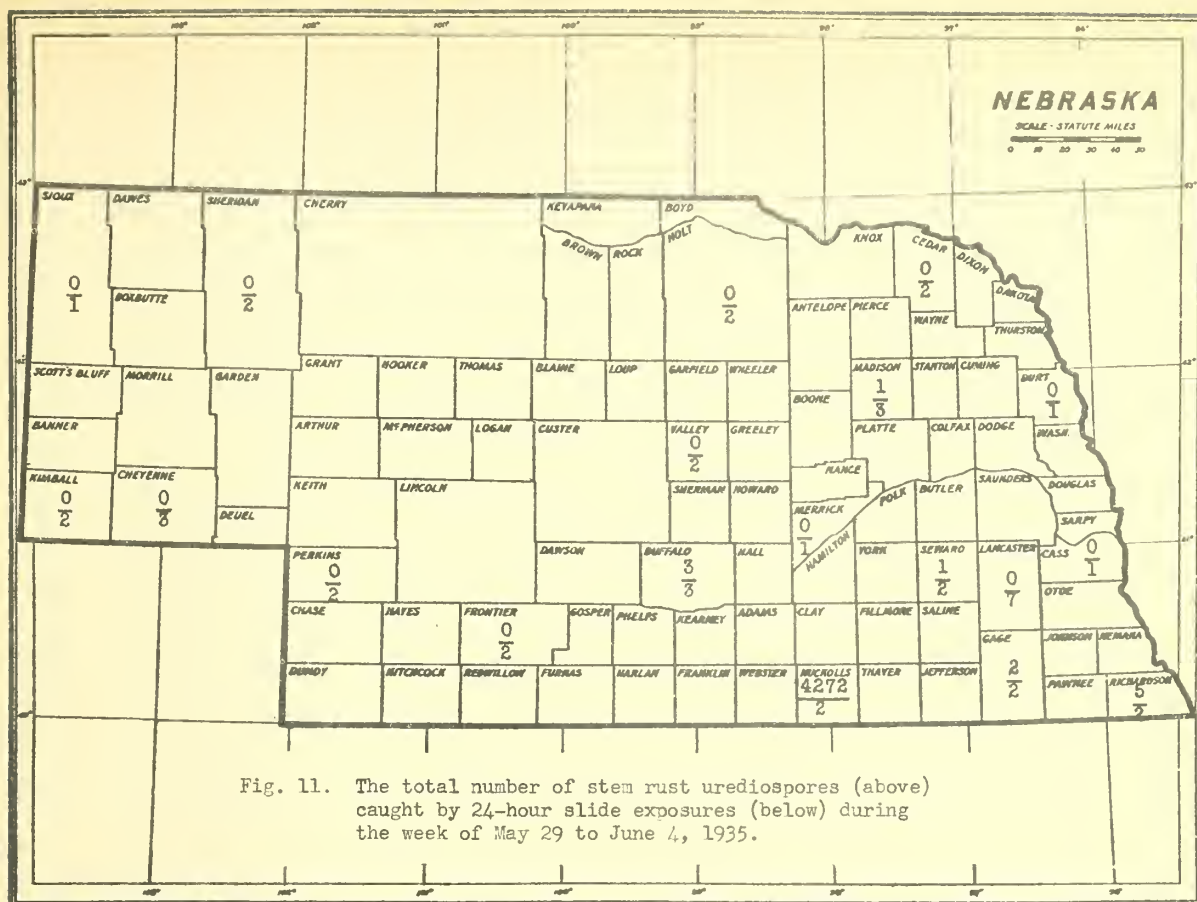 NEBRASKA
SCALE - STATUTE MILES
0 10 20 30 40 50
SIOUX DAWES SHERIDAN CHERRY KEYAPAHA BOYD
BROWN ROCK HOLT KNOX CEDAR DIXON
0/1 0/2 0/2 0/2
BOXBUTTE DAKOTA
ANTELOPE PIERCE WAYNE THURSTON
SCOTT'S BLUFF MORRILL GARDEN GRANT HOOKER THOMAS BLAINE LOUP GARFIELD WHEELER MADISON STANTON CUMING BURT
1/3 0/1
BOONE
BANNER ARTHUR McPHERSON LOGAN CUSTER VALLEY GREELEY PLATTE COLFAX DODGE WASH.
0/2
NANCE
KIMBALL CHEYENNE KEITH LINCOLN SHERMAN HOWARD MERRICK POLK BUTLER SAUNDERS DOUGLAS
0/2 0/3 0/1
DEUEL SARPY
HAMILTON
PERKINS DAWSON BUFFALO HALL YORK SEWARD LANCASTER CASS
0/2 3/3 1/2 0/7 0/1
OTOE
CHASE HAYES FRONTIER GOSPER PHELPS KEARNEY ADAMS CLAY FILLMORE SALINE
0/2
GAGE JOHNSON NEMAHA
2/2
DUNDY HITCHCOCK REDWILLOW FURNAS HARLAN FRANKLIN WEBSTER NUCKOLLS THAYER JEFFERSON PAWNEE RICHARDSON
4272/2
Fig. 11. The total number of stem rust urediospores (above)
caught by 24-hour slide exposures (below) during
the week of May 29 to June 4, 1935.